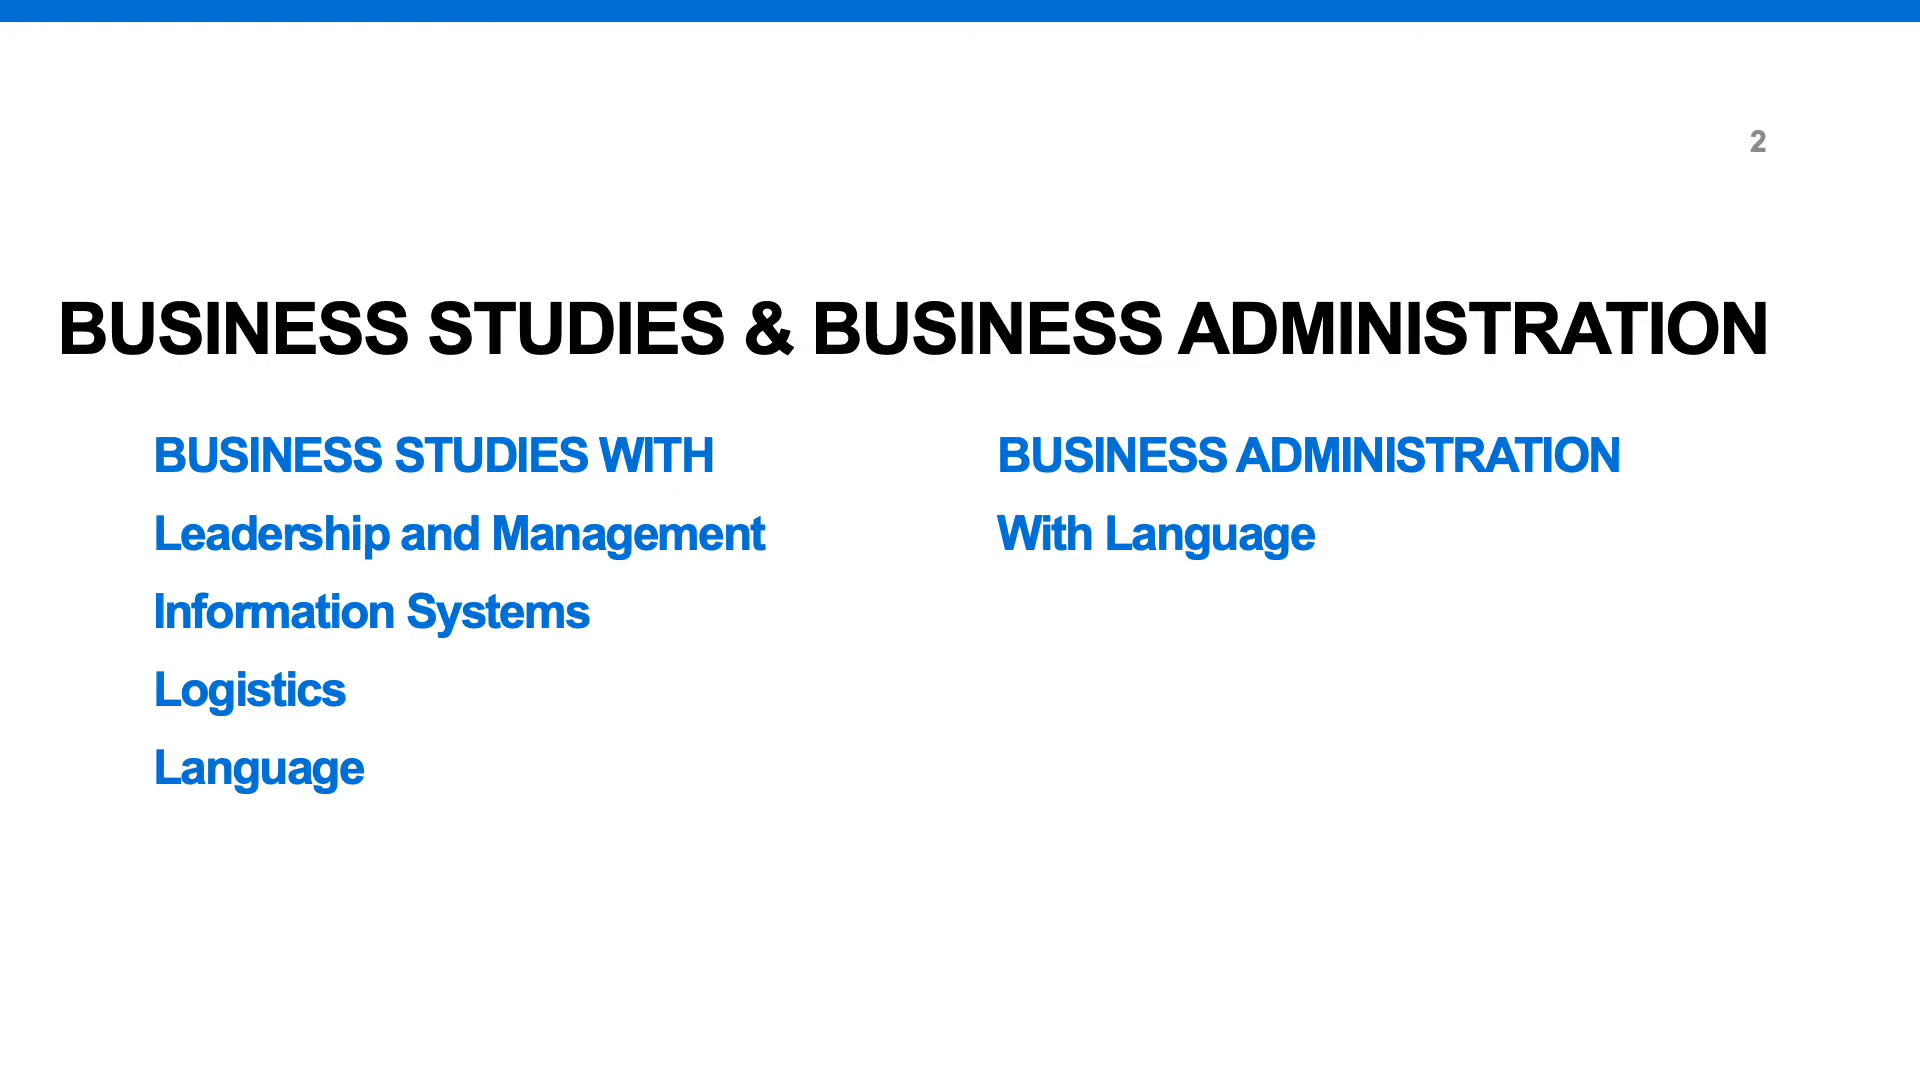 2
BUSINESS STUDIES & BUSINESS ADMINISTRATION
BUSINESS STUDIES WITH
Leadership and Management
Information Systems
Logistics
Language
BUSINESS ADMINISTRATION
With Language